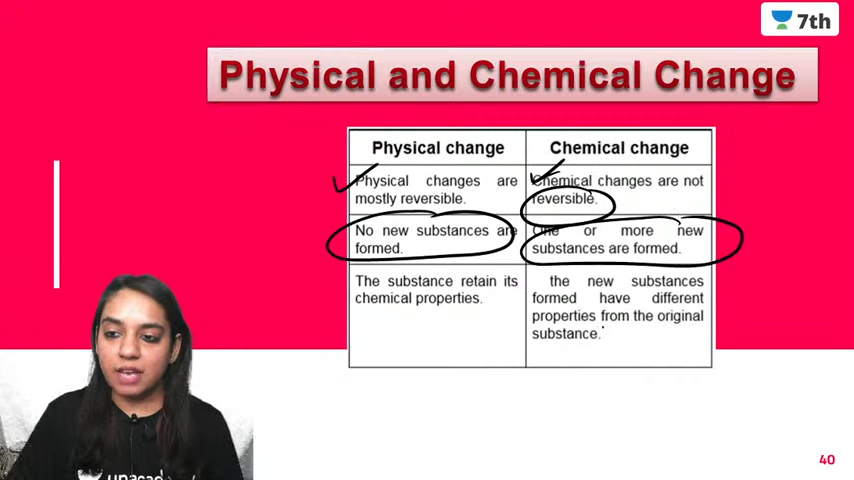 7th
Physical and Chemical Change
Physical change
Chemical change
Physical changes are
mostly reversible.
Chemical changes are not
reversible.
No new substances are
formed.
One or more new
substances are formed.
The substance retain its
chemical properties.
the new substances
formed have different
properties from the original
substance.
40